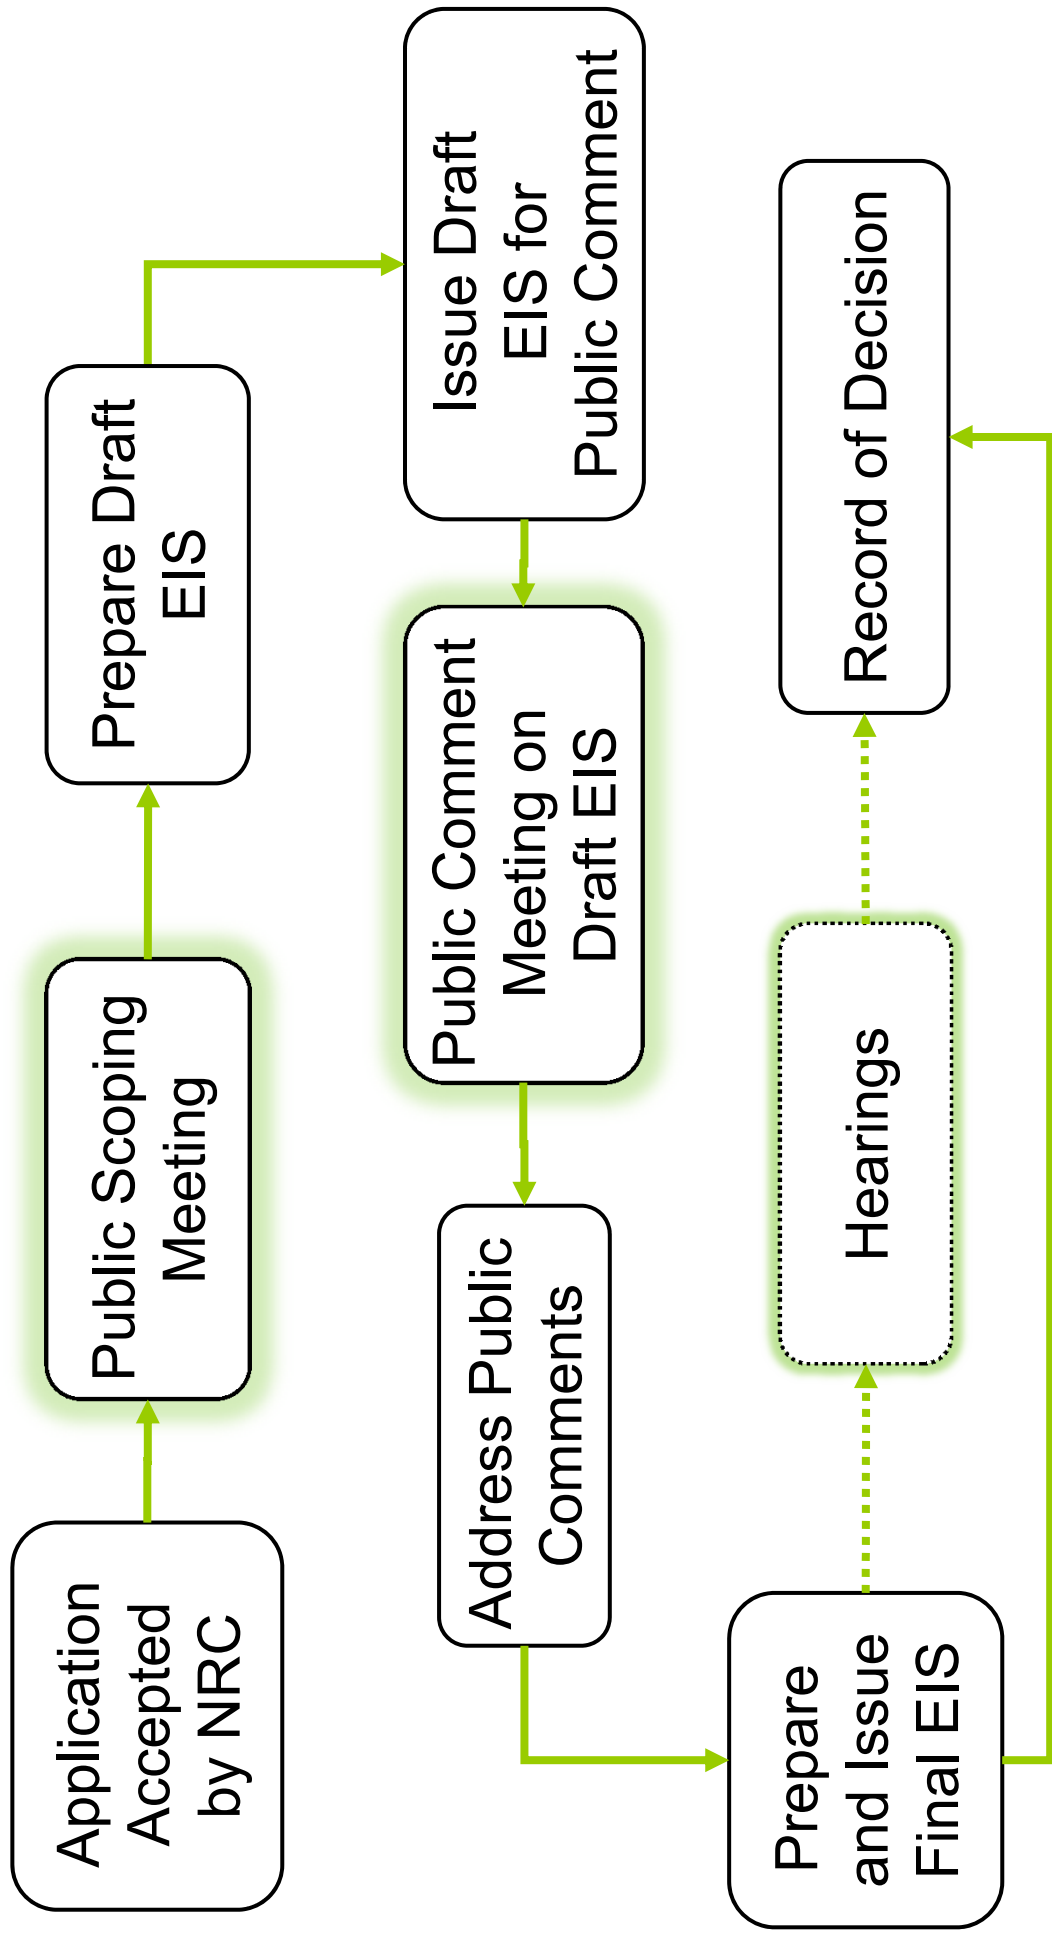 Application
Accepted
by NRC
Public Scoping
Meeting
Prepare Draft
EIS
Issue Draft
EIS for
Public Comment
Public Comment
Meeting on
Draft EIS
Address Public
Comments
Prepare
and Issue
Final EIS
Hearings
Record of Decision